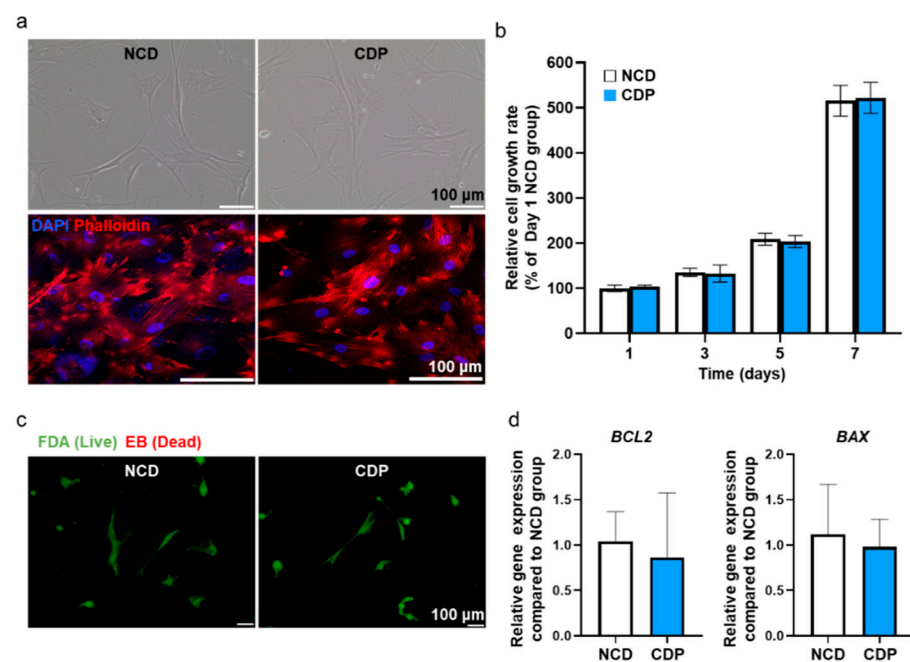 a
NCD
CDP
100 µm
DAPI Phalloidin
100 µm
b
Relative cell growth rate
(% of Day 1 NCD group)
600
500
400
300
200
100
0
NCD
CDP
1 3 5 7
Time (days)
c
FDA (Live) EB (Dead)
NCD
CDP
100 µm
d
BCL2
Relative gene expression
compared to NCD group
2.0
1.5
1.0
0.5
0.0
NCD CDP
BAX
Relative gene expression
compared to NCD group
2.0
1.5
1.0
0.5
0.0
NCD CDP